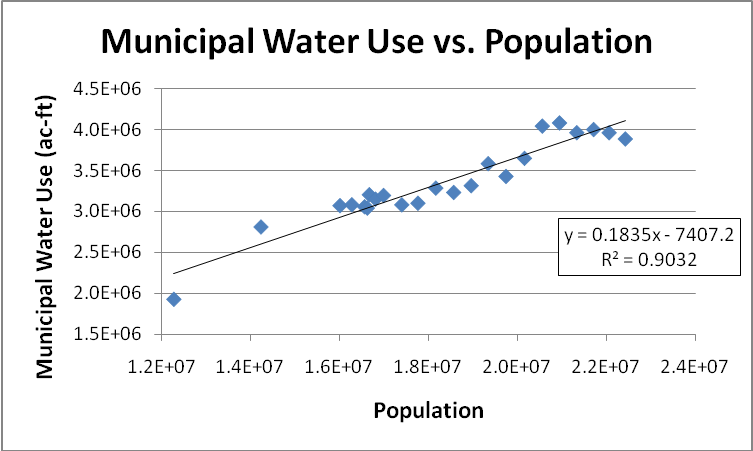 Municipal Water Use vs. Population
Municipal Water Use (ac-ft)
4.5E+06
4.0E+06
3.5E+06
3.0E+06
2.5E+06
2.0E+06
1.5E+06
y = 0.1835x - 7407.2
R² = 0.9032
1.2E+07 1.4E+07 1.6E+07 1.8E+07 2.0E+07 2.2E+07 2.4E+07
Population